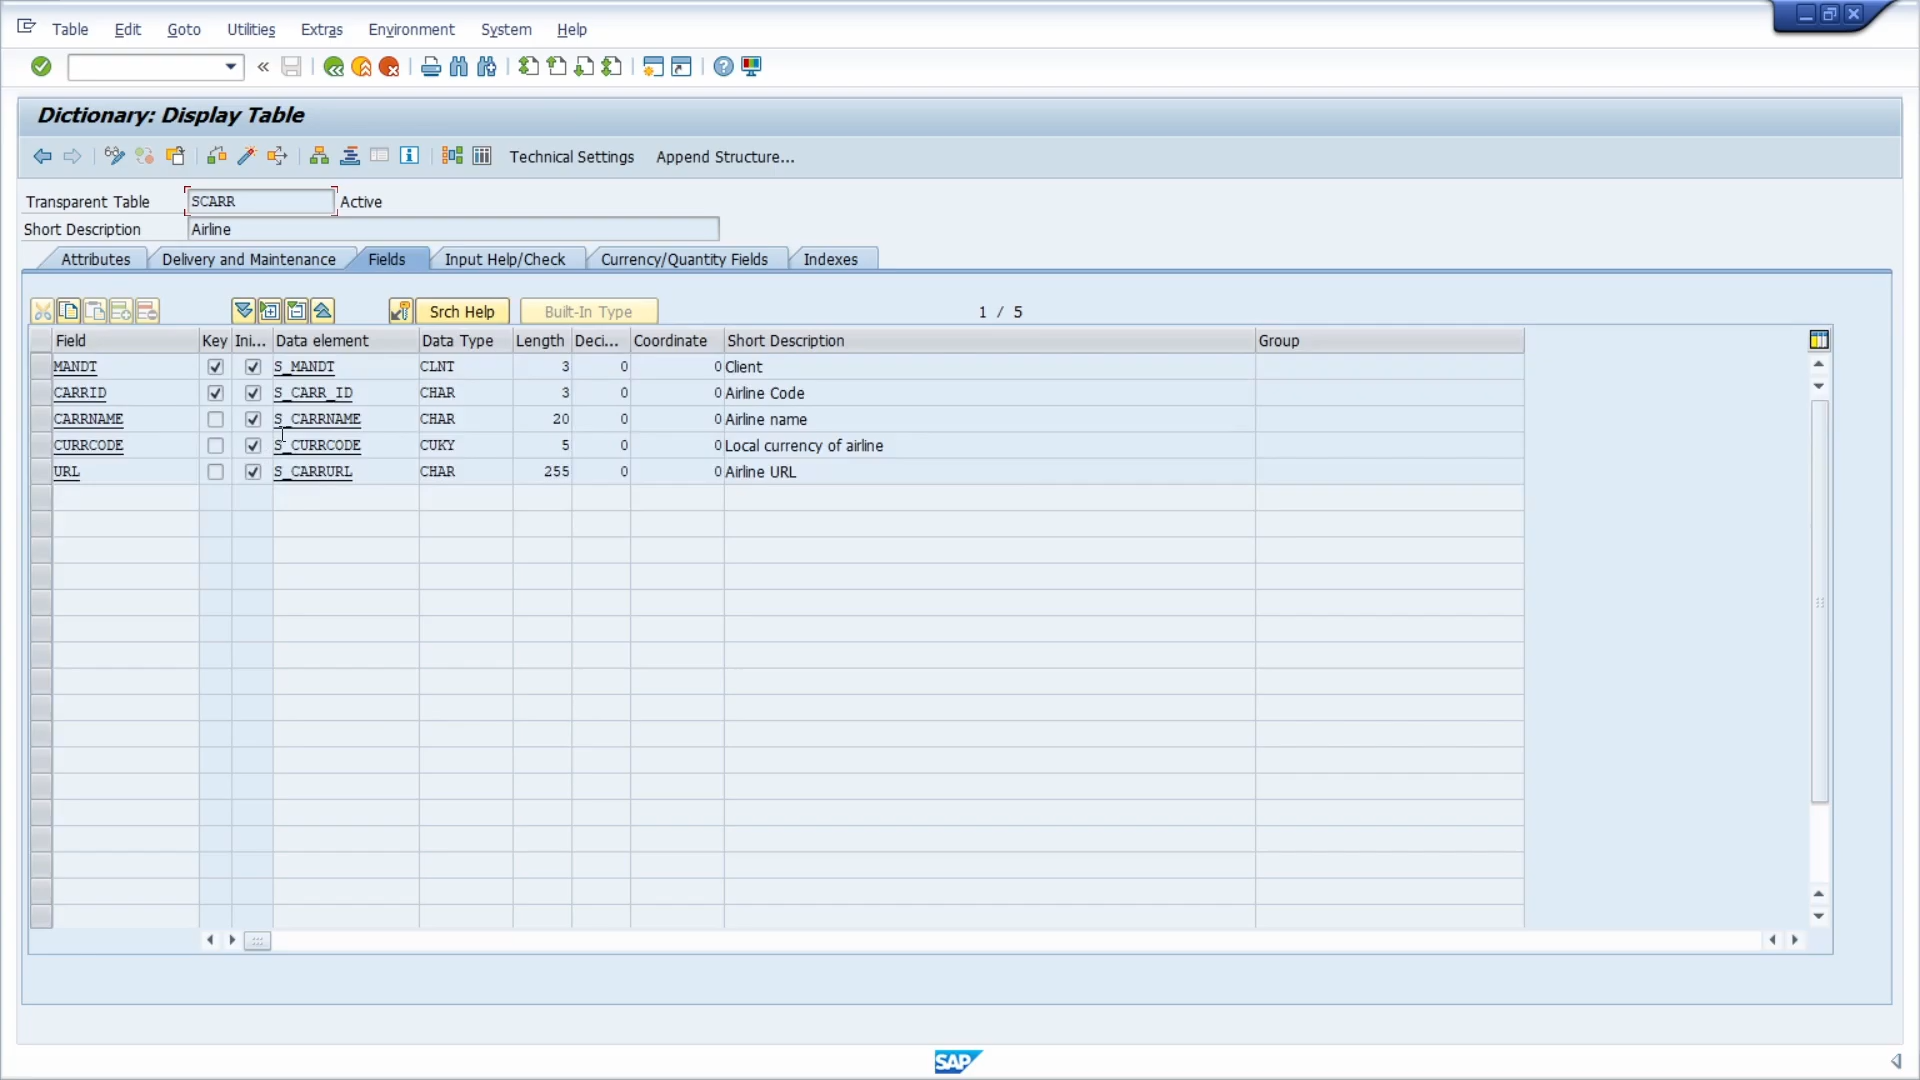 Table Edit Goto Utilities Extras Environment System Help
Dictionary: Display Table
Technical Settings Append Structure...
Transparent Table SCARR Active
Short Description Airline
Attributes Delivery and Maintenance Fields Input Help/Check Currency/Quantity Fields Indexes
Srch Help Built-In Type 1 / 5
Field Key Ini... Data element Data Type Length Deci... Coordinate Short Description Group
MANDT S_MANDT CLNT 3 0 0 Client
CARRID S_CARR_ID CHAR 3 0 0 Airline Code
CARRNAME S_CARRNAME CHAR 20 0 0 Airline name
CURRCODE S_CURRCODE CUKY 5 0 0 Local currency of airline
URL S_CARRURL CHAR 255 0 0 Airline URL
SAP